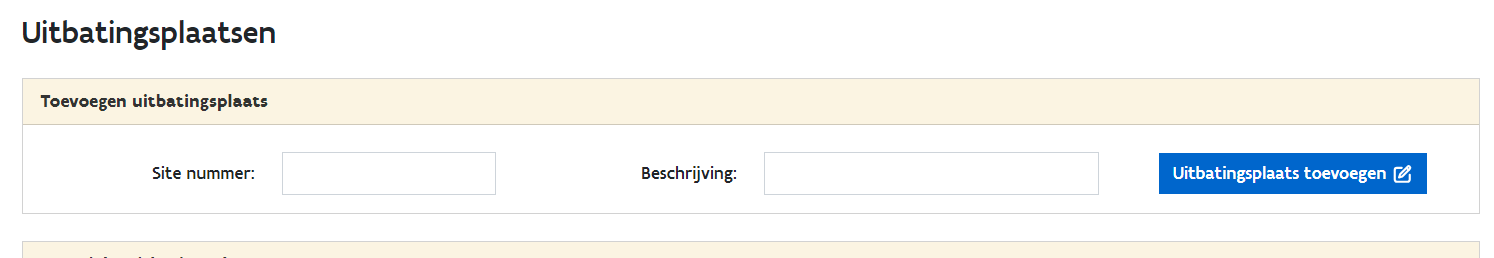 Uitbatingsplaatsen
Toevoegen uitbatingsplaats
Site nummer:
Beschrijving:
Uitbatingsplaats toevoegen